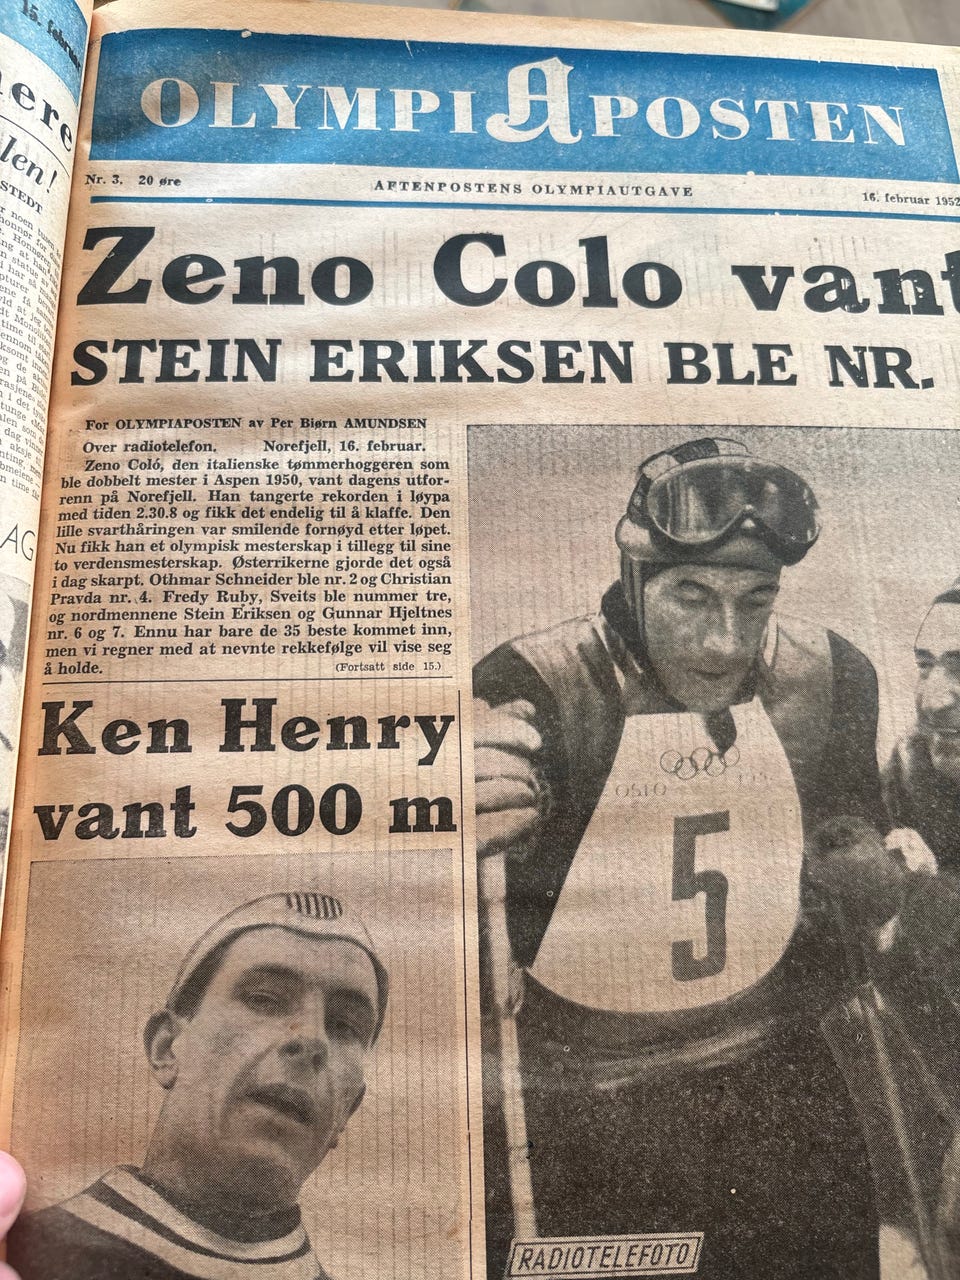 15. februar
ere
len!
STEDT
AG
OLYMPIAPOSTEN
Nr. 3. 20 øre
AFTENPOSTENS OLYMPIAUTGAVE
16. februar 1952
Zeno Colo vant
STEIN ERIKSEN BLE NR.
For OLYMPIAPOSTEN av Per Biørn AMUNDSEN
Over radiotelefon. Norefjell, 16. februar.
Zeno Coló, den italienske tømmerhoggeren som
ble dobbelt mester i Aspen 1950, vant dagens utfor-
renn på Norefjell. Han tangerte rekorden i løypa
med tiden 2.30.8 og fikk det endelig til å klaffe. Den
lille svarthåringen var smilende fornøyd etter løpet.
Nu fikk han et olympisk mesterskap i tillegg til sine
to verdensmesterskap. Østerrikerne gjorde det også
i dag skarpt. Othmar Schneider ble nr. 2 og Christian
Pravda nr. 4. Fredy Ruby, Sveits ble nummer tre,
og nordmennene Stein Eriksen og Gunnar Hjeltnes
nr. 6 og 7. Ennu har bare de 35 beste kommet inn,
men vi regner med at nevnte rekkefølge vil vise seg
å holde. (Fortsatt side 15.)
Ken Henry
vant 500 m
OSLO
5
RADIOTELEFOTO